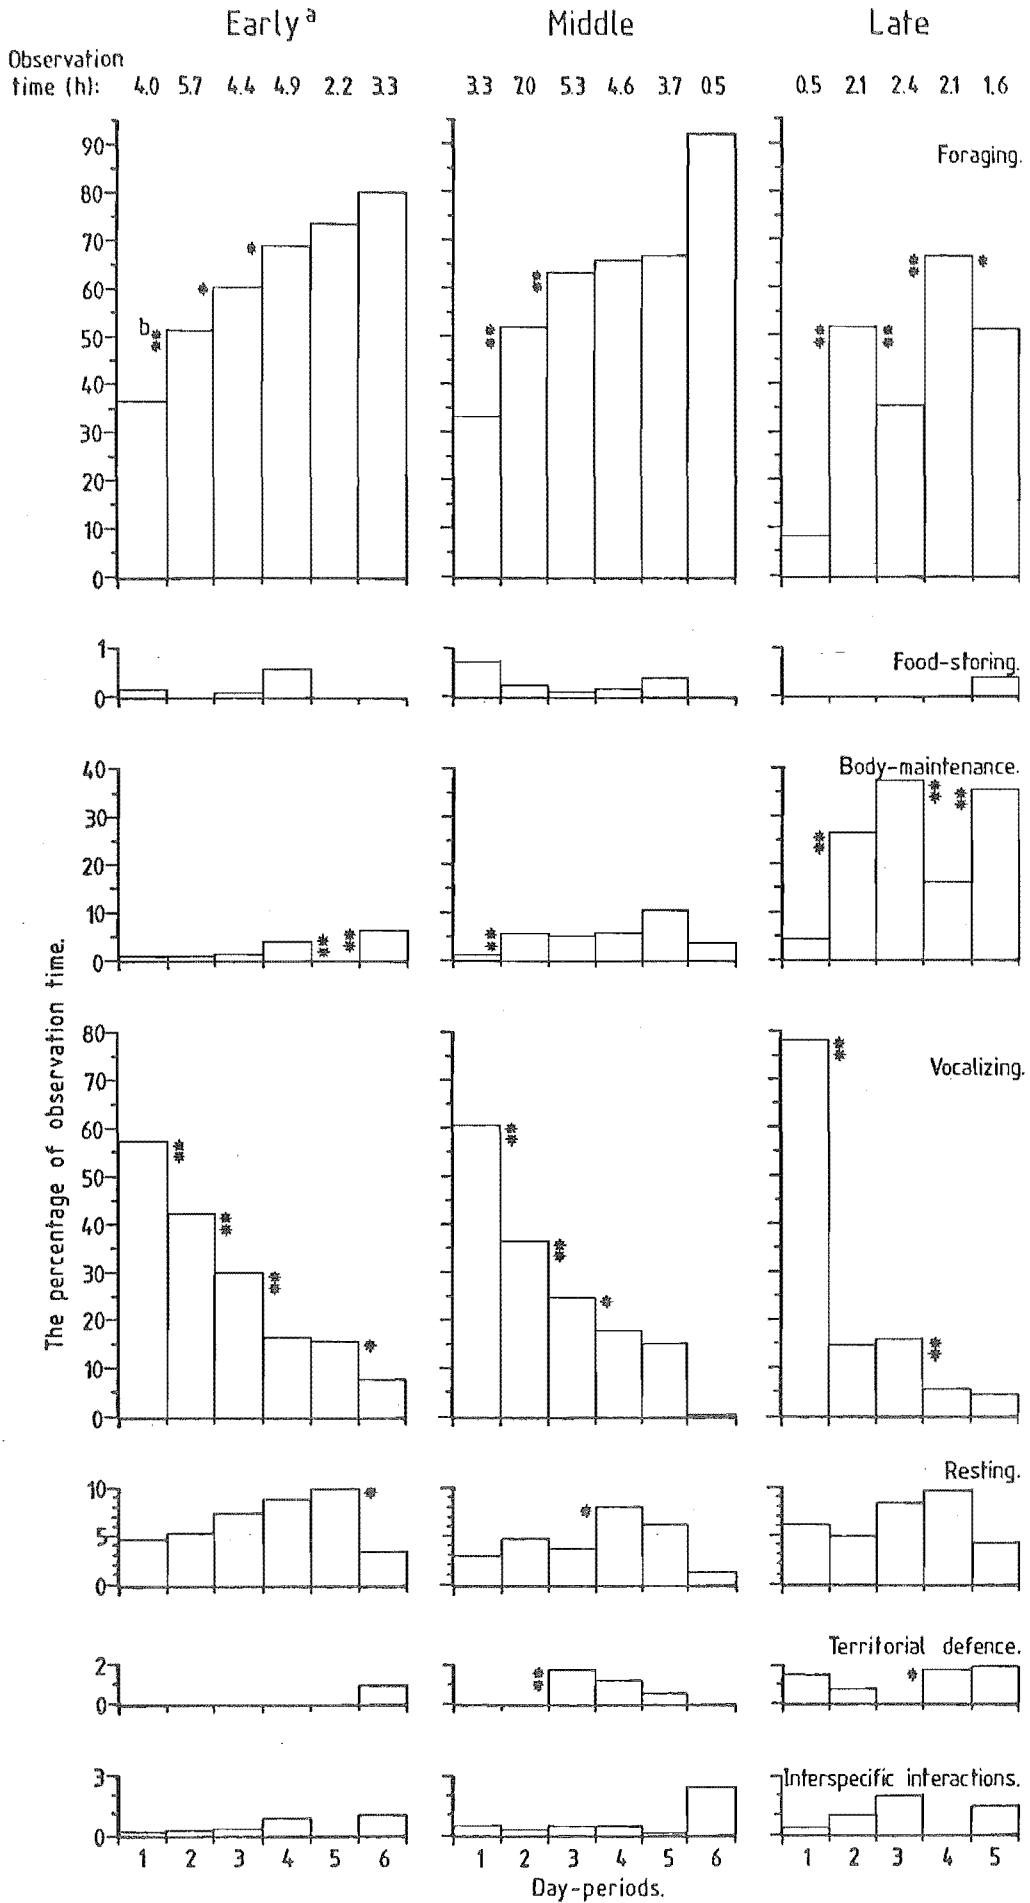 Early a Middle Late
Observation
time (h): 4.0 5.7 4.4 4.9 2.2 3.3 3.3 7.0 5.3 4.6 3.7 0.5 0.5 2.1 2.4 2.1 1.6
Foraging.
90
80
70
60
b
50
40
30
20
10
0
Food-storing.
1
0
Body-maintenance.
40
30
20
10
0
Vocalizing.
80
70
60
50
40
30
20
10
0
Resting.
10
5
0
Territorial defence.
2
0
Interspecific interactions.
3
0
1 2 3 4 5 6 1 2 3 4 5 6 1 2 3 4 5
Day-periods.
The percentage of observation time.